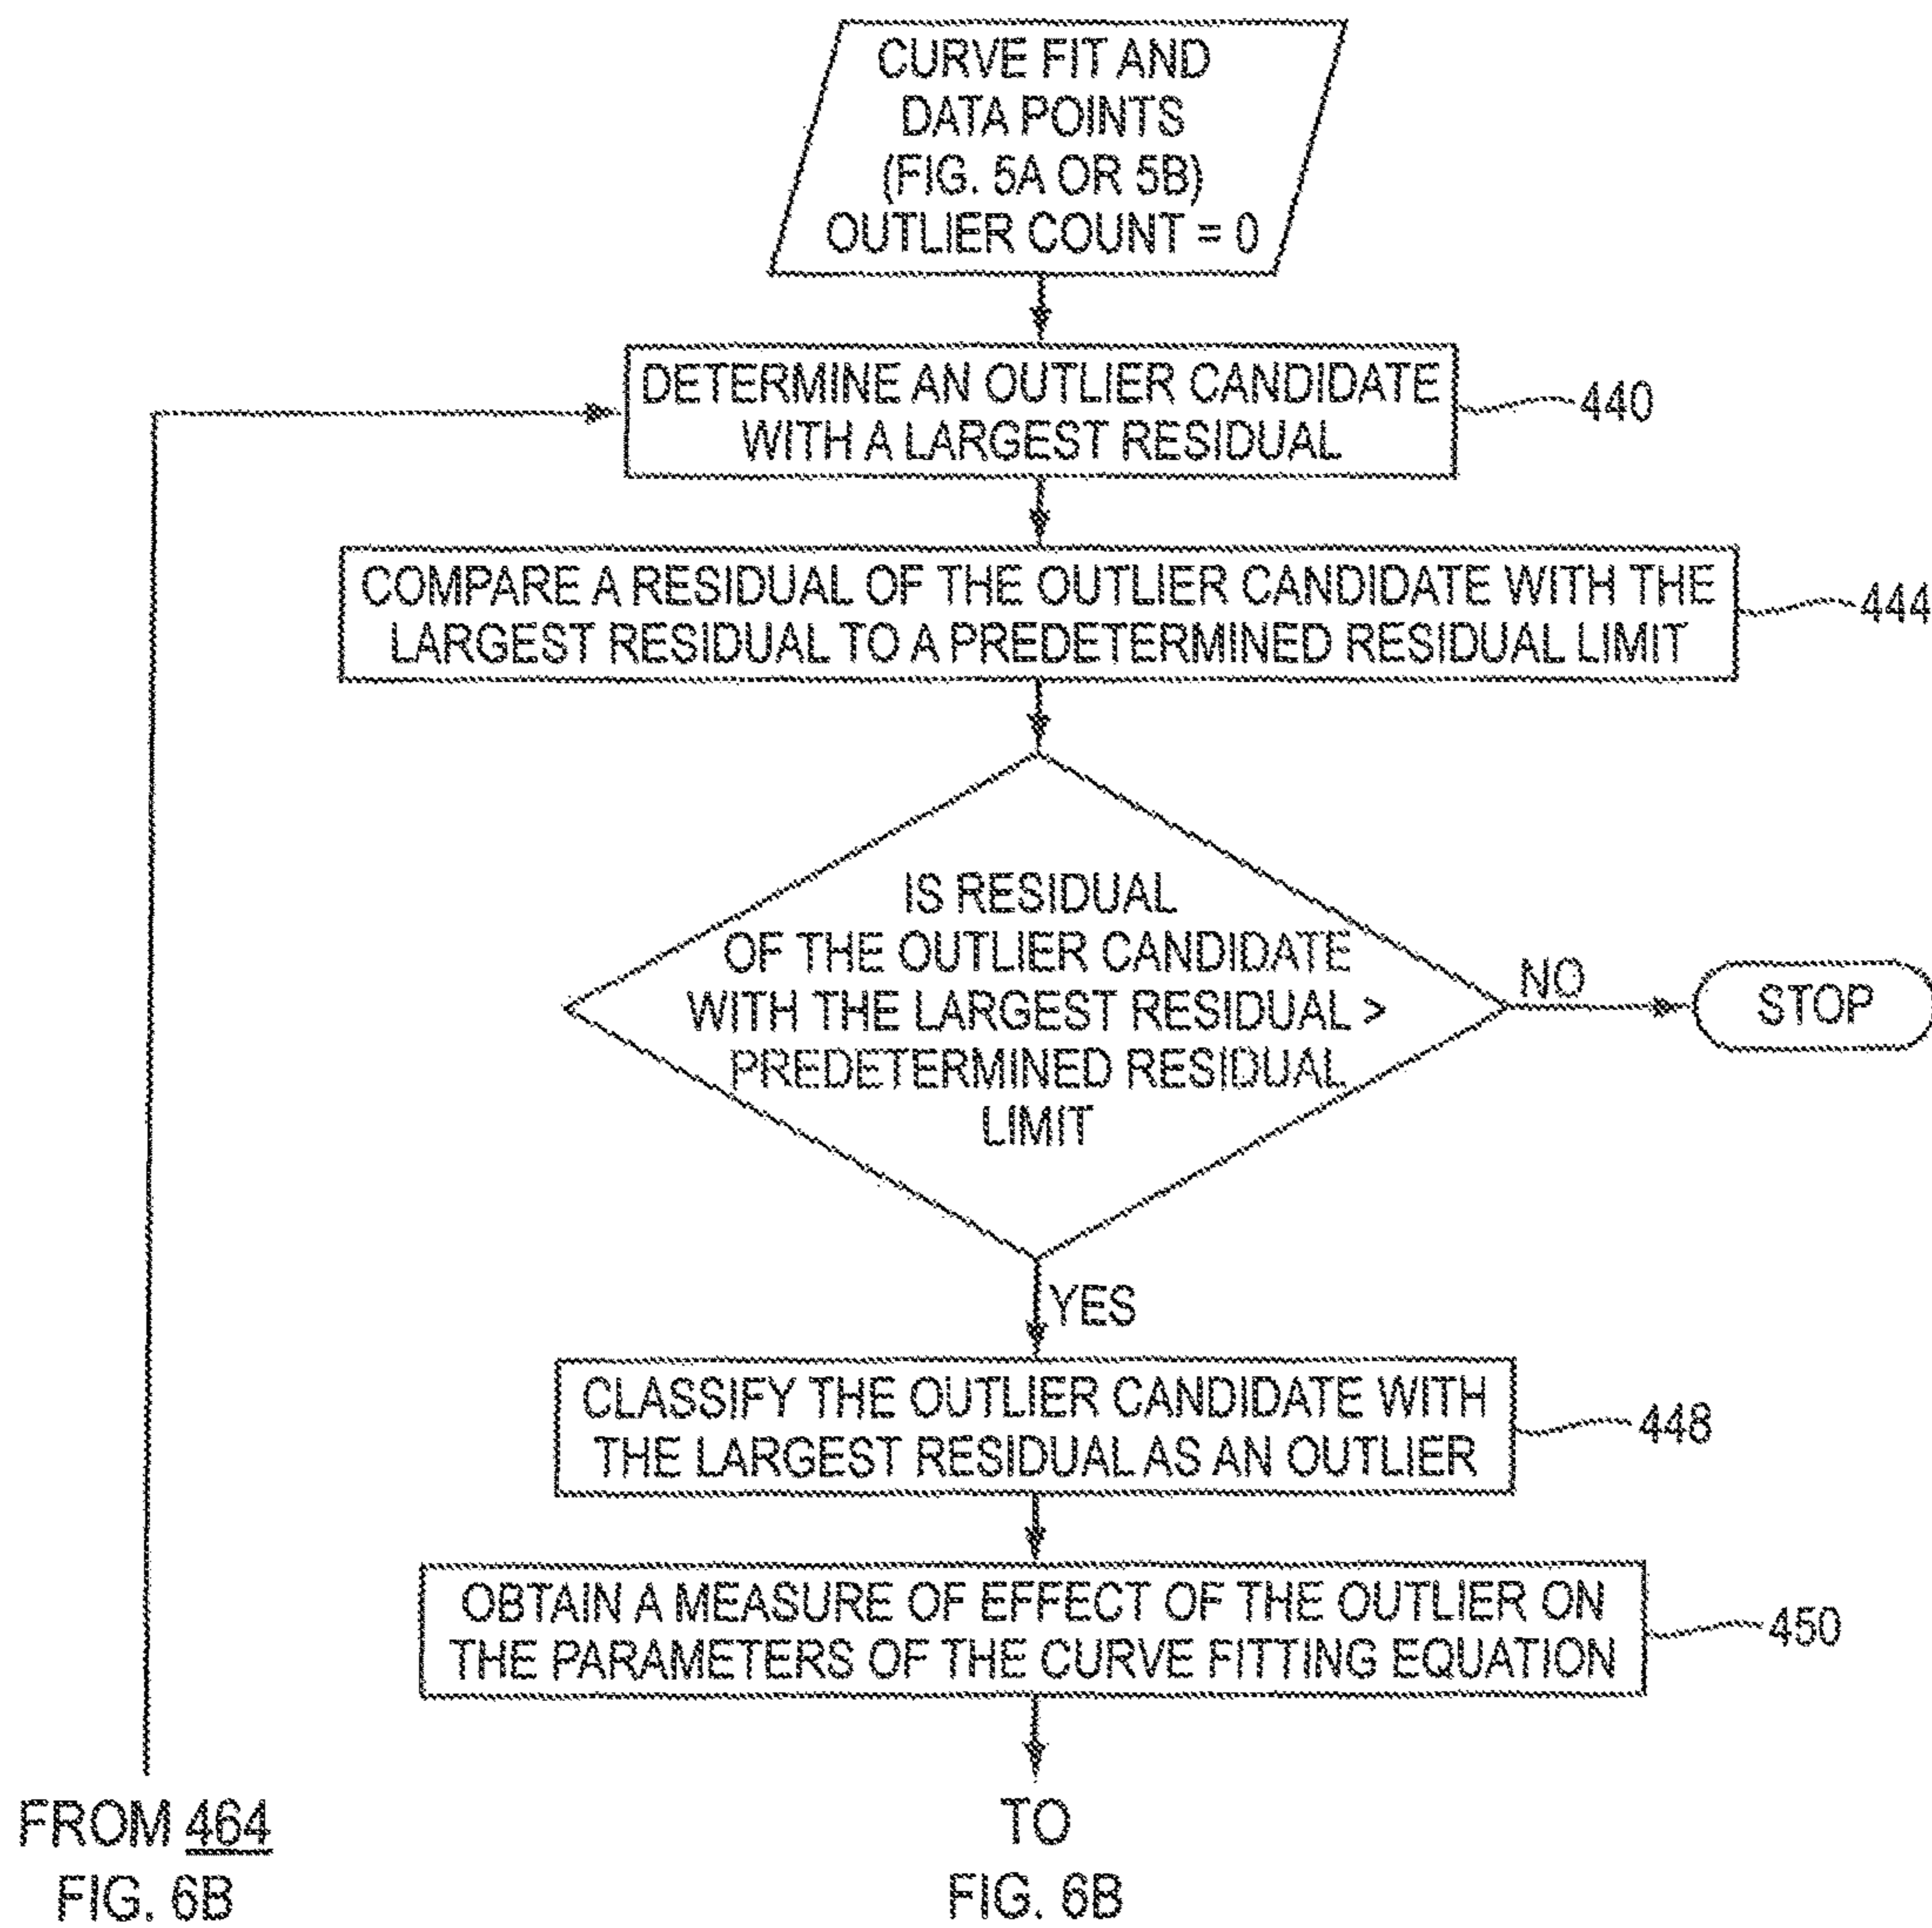 CURVE FIT AND
DATA POINTS
(FIG. 5A OR 5B)
OUTLIER COUNT = 0
DETERMINE AN OUTLIER CANDIDATE
WITH A LARGEST RESIDUAL
440
COMPARE A RESIDUAL OF THE OUTLIER CANDIDATE WITH THE
LARGEST RESIDUAL TO A PREDETERMINED RESIDUAL LIMIT
444
IS RESIDUAL
OF THE OUTLIER CANDIDATE
WITH THE LARGEST RESIDUAL >
PREDETERMINED RESIDUAL
LIMIT
NO
STOP
YES
CLASSIFY THE OUTLIER CANDIDATE WITH
THE LARGEST RESIDUAL AS AN OUTLIER
448
OBTAIN A MEASURE OF EFFECT OF THE OUTLIER ON
THE PARAMETERS OF THE CURVE FITTING EQUATION
450
FROM 464
FIG. 6B
TO
FIG. 6B